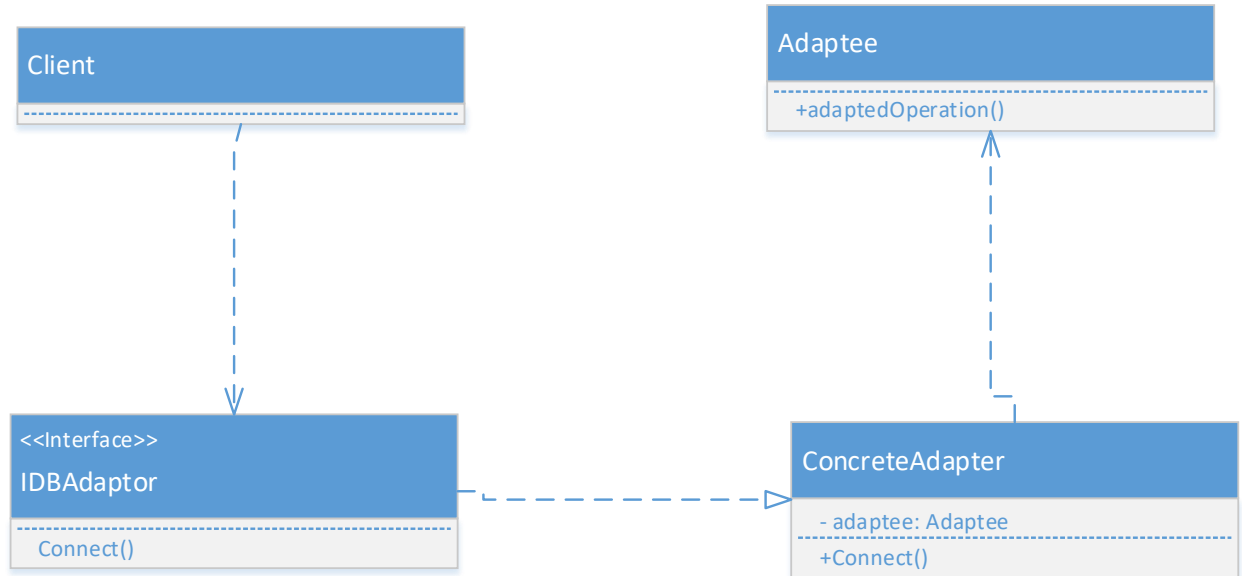 Client
Adaptee
+adaptedOperation()
<<Interface>>
IDBAdaptor
Connect()
ConcreteAdapter
- adaptee: Adaptee
+Connect()